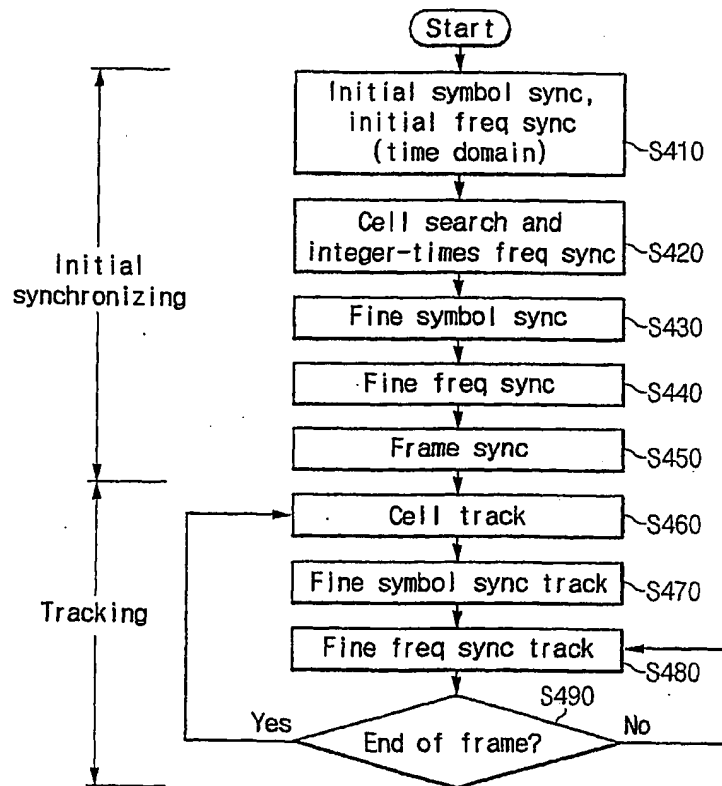 Start
Initial symbol sync,
initial freq sync
(time domain)
S410
Cell search and
integer-times freq sync
S420
Initial
synchronizing
Fine symbol sync
S430
Fine freq sync
S440
Frame sync
S450
Cell track
S460
Fine symbol sync track
S470
Tracking
Fine freq sync track
S480
S490
Yes
End of frame?
No